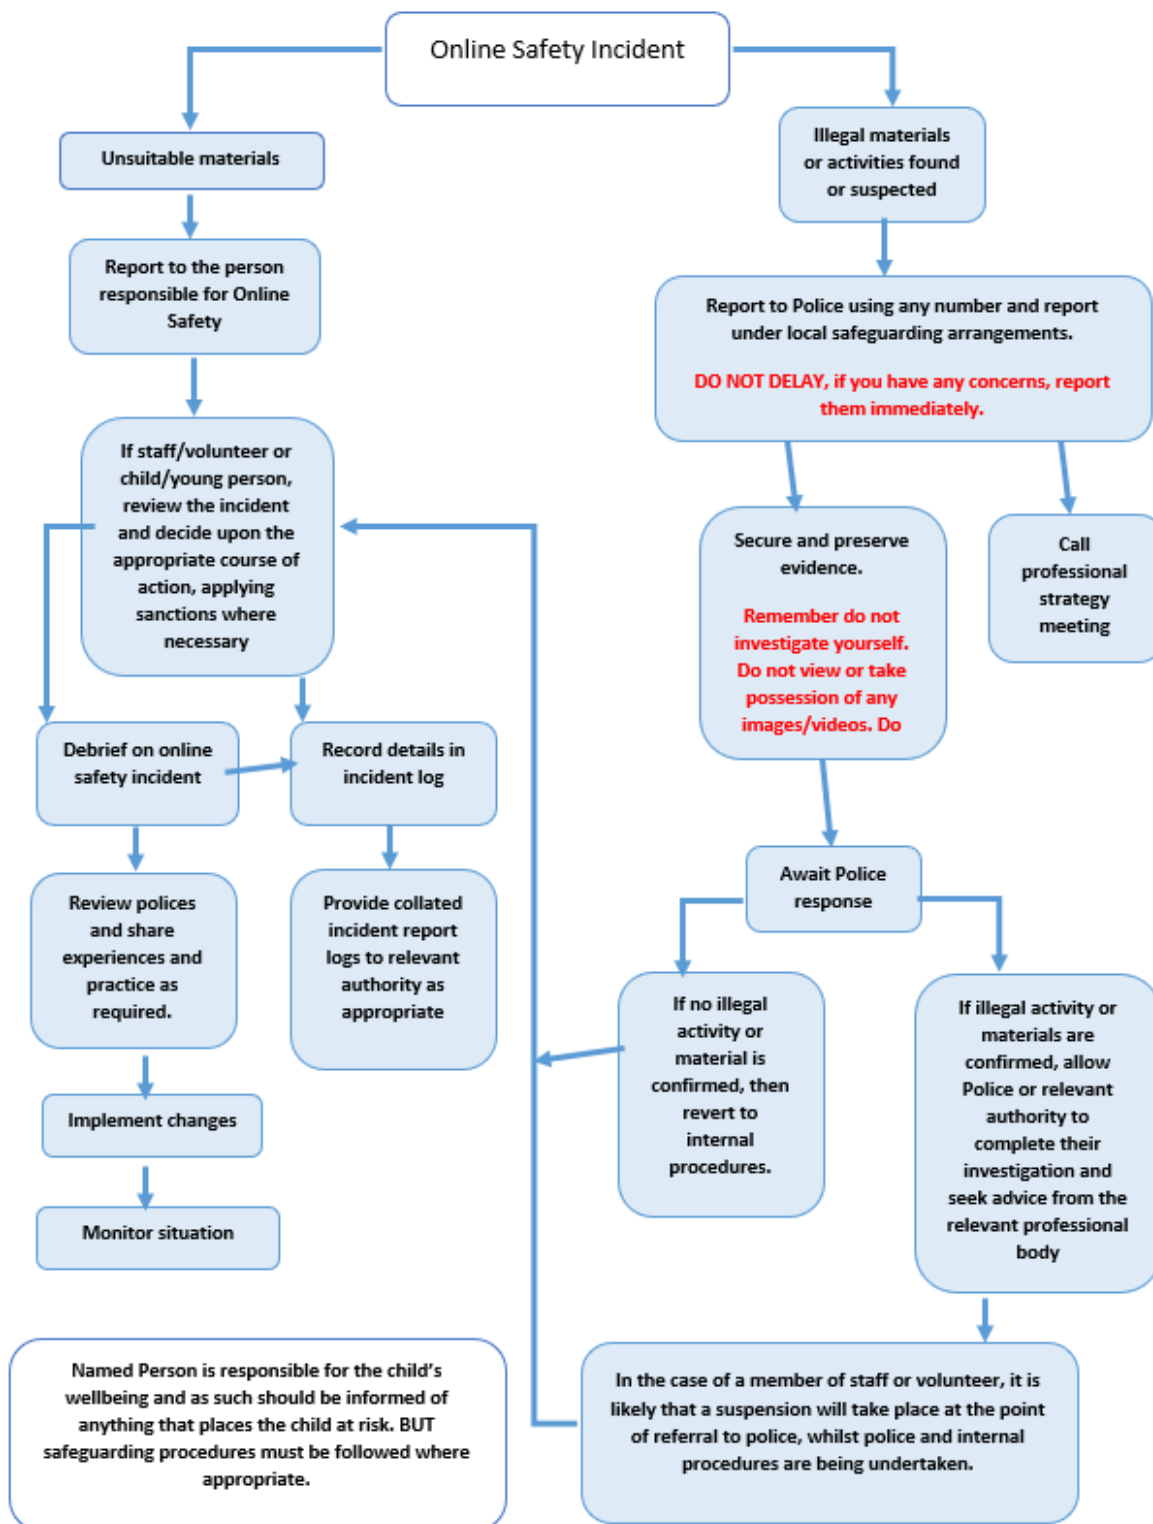 Online Safety Incident
Unsuitable materials
Report to the person
responsible for Online
Safety
If staff/volunteer or
child/young person,
review the incident
and decide upon the
appropriate course of
action, applying
sanctions where
necessary
Debrief on online
safety incident
Record details in
incident log
Review polices
and share
experiences and
practice as
required.
Provide collated
incident report
logs to relevant
authority as
appropriate
Implement changes
Monitor situation
Illegal materials
or activities found
or suspected
Report to Police using any number and report
under local safeguarding arrangements.
DO NOT DELAY, if you have any concerns, report
them immediately.
Secure and preserve
evidence.
Remember do not
investigate yourself.
Do not view or take
possession of any
images/videos. Do
Call
professional
strategy
meeting
Await Police
response
If no illegal
activity or
material is
confirmed, then
revert to
internal
procedures.
If illegal activity or
materials are
confirmed, allow
Police or relevant
authority to
complete their
investigation and
seek advice from the
relevant professional
body
In the case of a member of staff or volunteer, it is
likely that a suspension will take place at the point
of referral to police, whilst police and internal
procedures are being undertaken.
Named Person is responsible for the child’s
wellbeing and as such should be informed of
anything that places the child at risk. BUT
safeguarding procedures must be followed where
appropriate.